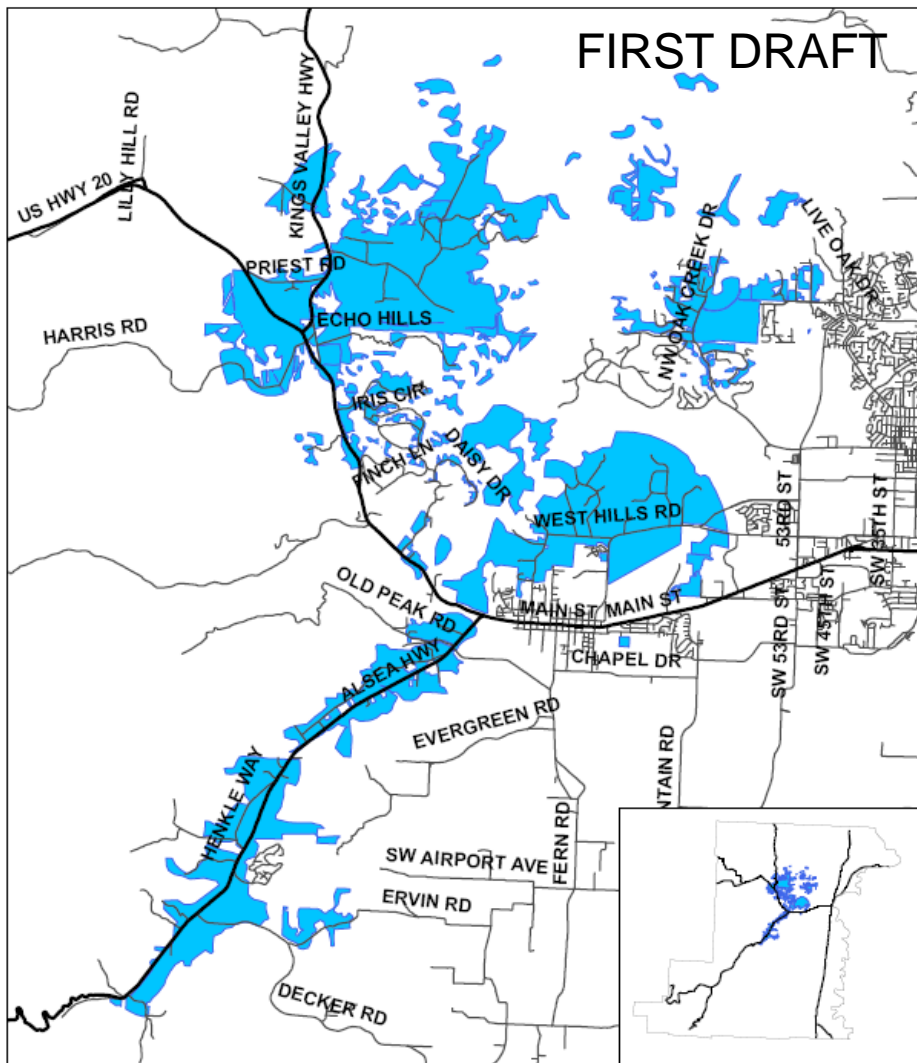 FIRST DRAFT
KINGS VALLEY HWY
LILLY HILL RD
US HWY 20
LIVE OAK DR
NW OAK CREEK DR
PRIEST RD
ECHO HILLS
HARRIS RD
IRIS CIR
DAISY DR
FINCH LN
WEST HILLS RD
53RD ST
SW 35TH ST
OLD PEAK RD
MAIN ST MAIN ST
SW 53RD ST
SW 45TH ST
CHAPEL DR
ALSEA HWY
EVERGREEN RD
NTAIN RD
HENKLE WAY
FERN RD
SW AIRPORT AVE
ERVIN RD
DECKER RD